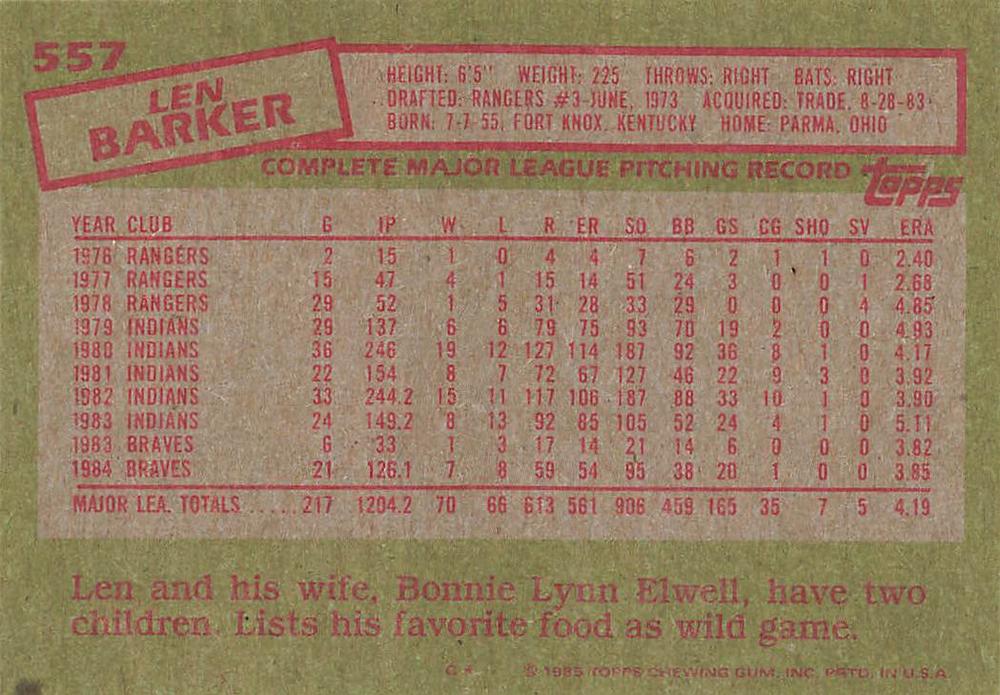 557
LEN
BARKER
HEIGHT: 6'5" WEIGHT: 225 THROWS: RIGHT BATS: RIGHT
DRAFTED: RANGERS #3-JUNE, 1973 ACQUIRED: TRADE, 8-28-83
BORN: 7-7-55, FORT KNOX, KENTUCKY HOME: PARMA, OHIO
COMPLETE MAJOR LEAGUE PITCHING RECORD topps
YEAR CLUB G IP W L R ER SO BB GS CG SHO SV ERA
1976 RANGERS 2 15 1 0 4 4 7 6 2 1 1 0 2.40
1977 RANGERS 15 47 4 1 15 14 51 24 3 0 0 1 2.68
1978 RANGERS 29 52 1 5 31 28 33 29 0 0 0 4 4.85
1979 INDIANS 29 137 6 6 79 75 93 70 19 2 0 0 4.93
1980 INDIANS 36 246 19 12 127 114 187 92 36 8 1 0 4.17
1981 INDIANS 22 154 8 7 72 67 127 46 22 9 3 0 3.92
1982 INDIANS 33 244.2 15 11 117 106 187 88 33 10 1 0 3.90
1983 INDIANS 24 149.2 8 13 92 85 105 52 24 4 1 0 5.11
1983 BRAVES 6 33 1 3 17 14 21 14 6 0 0 0 3.82
1984 BRAVES 21 126.1 7 8 59 54 95 38 20 1 0 0 3.85
MAJOR LEA. TOTALS ..... 217 1204.2 70 66 613 561 906 459 165 35 7 5 4.19
Len and his wife, Bonnie Lynn Elwell, have two
children. Lists his favorite food as wild game.
C* © 1985 TOPPS CHEWING GUM, INC. PRTD. IN U.S.A.